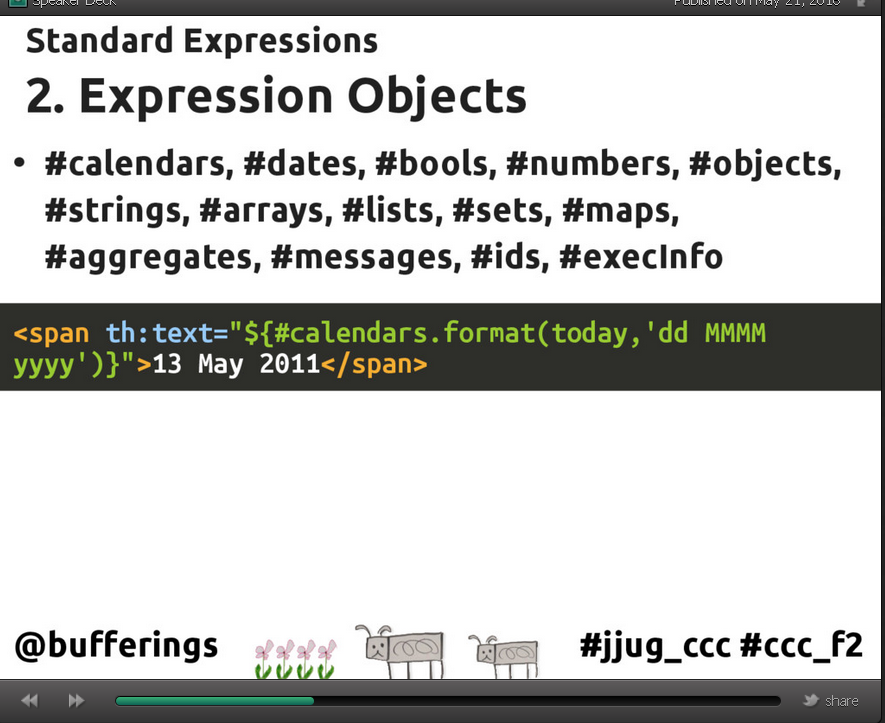 Speaker Deck
Published on May 21, 2016
Standard Expressions
2. Expression Objects
• #calendars, #dates, #bools, #numbers, #objects,
#strings, #arrays, #lists, #sets, #maps,
#aggregates, #messages, #ids, #execInfo
<span th:text="${#calendars.format(today,'dd MMMM
yyyy')}">13 May 2011</span>
@bufferings
#jjug_ccc #ccc_f2
share